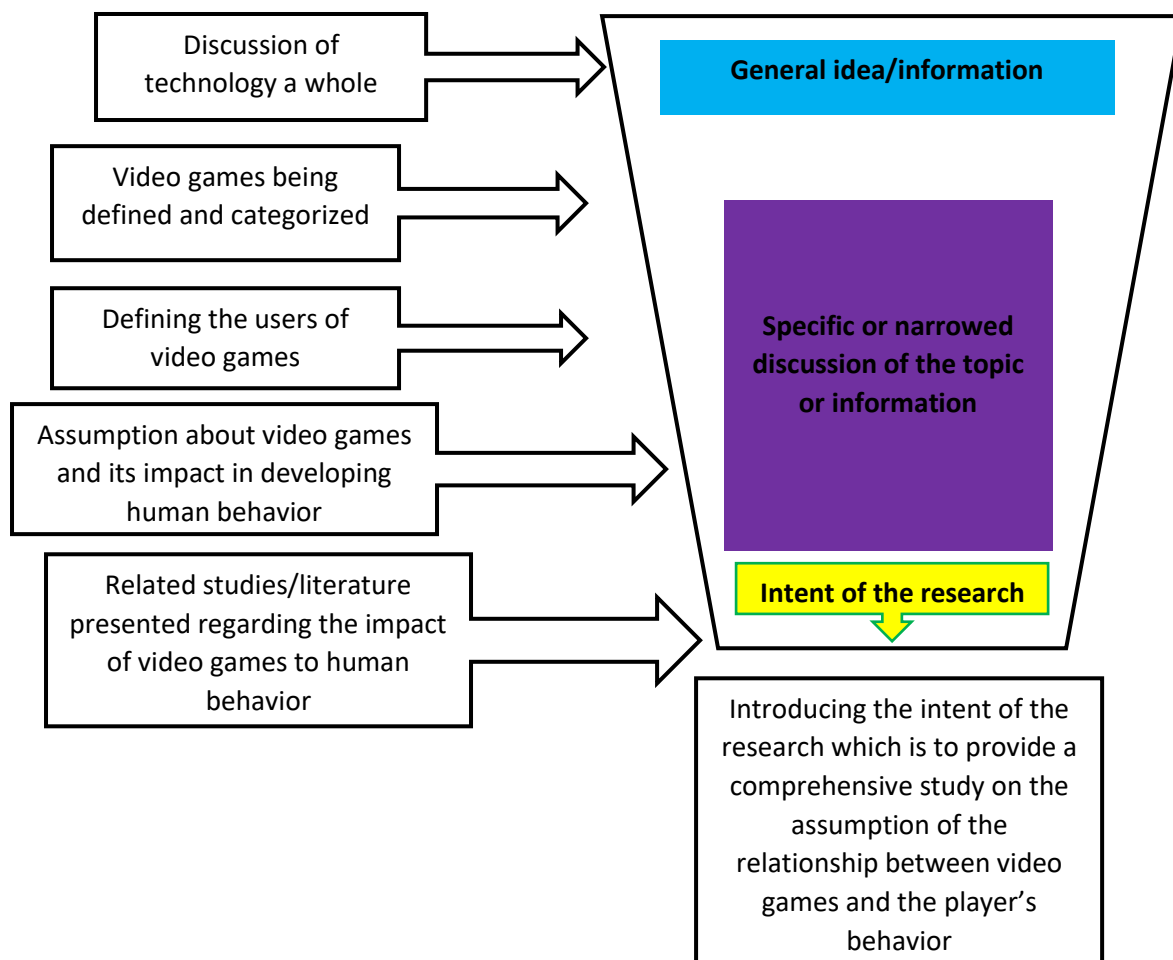 Discussion of
technology a whole
General idea/information
Video games being
defined and categorized
Defining the users of
video games
Specific or narrowed
discussion of the topic
or information
Assumption about video games
and its impact in developing
human behavior
Related studies/literature
presented regarding the impact
of video games to human
behavior
Intent of the research
Introducing the intent of the
research which is to provide a
comprehensive study on the
assumption of the
relationship between video
games and the player’s
behavior